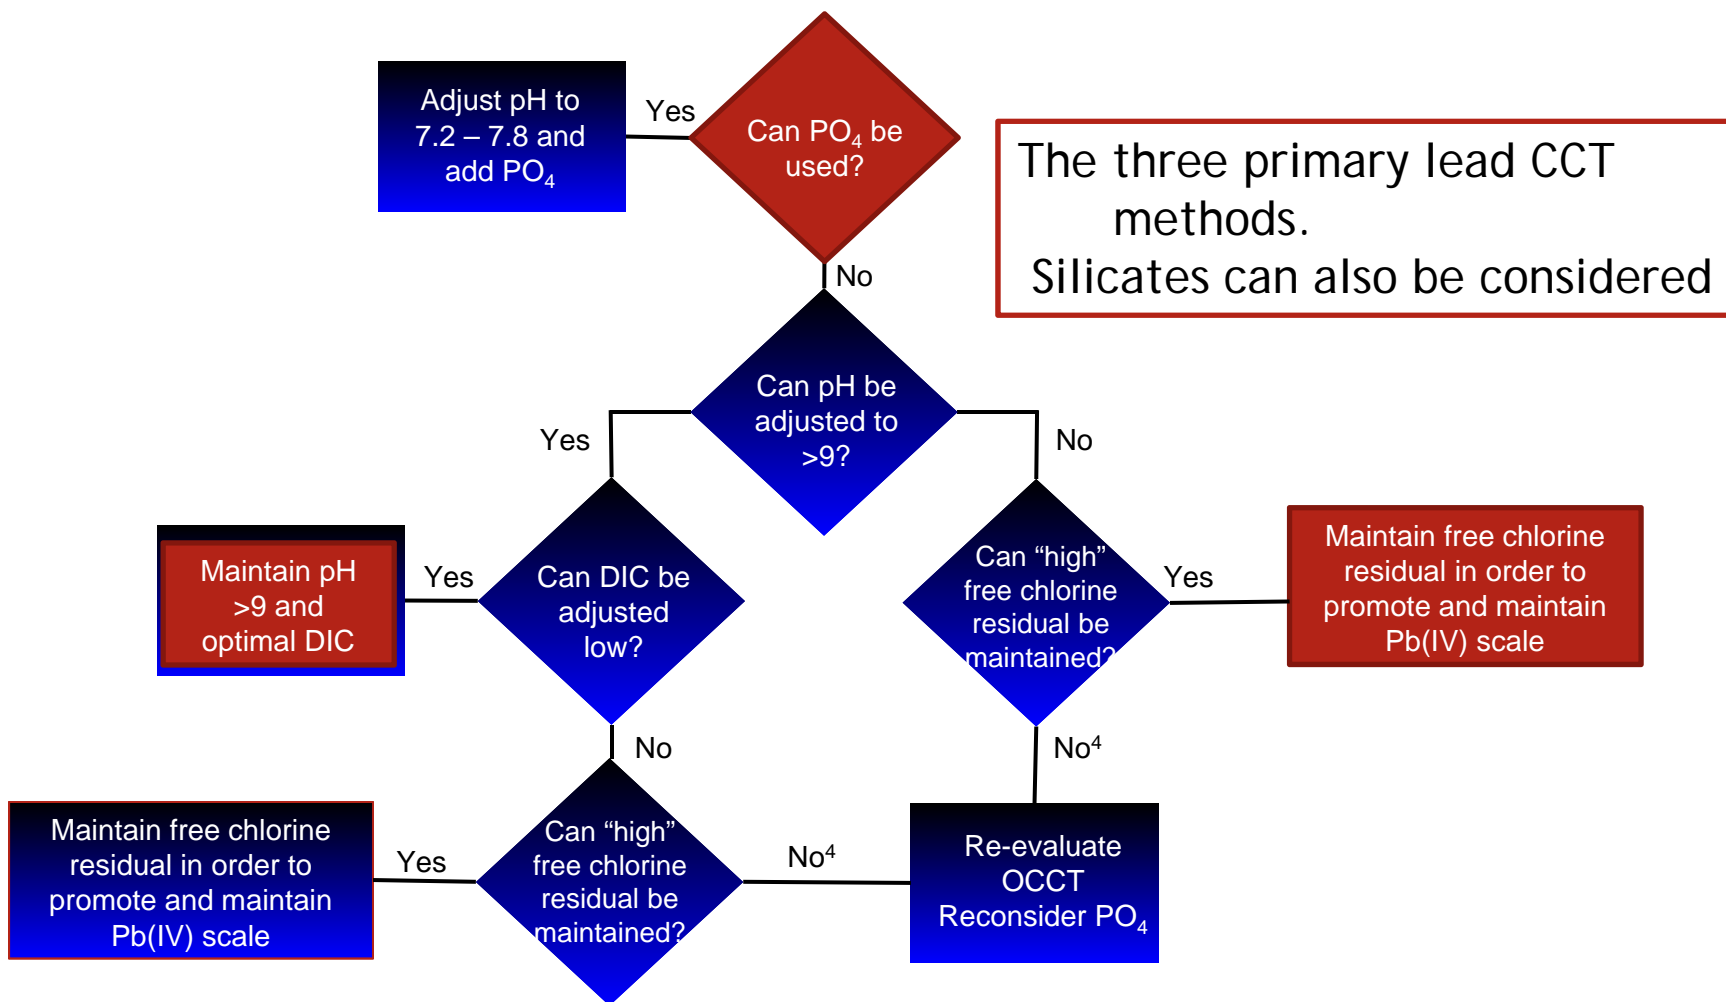 Adjust pH to
7.2 – 7.8 and
add PO₄
Yes
Can PO₄ be
used?
The three primary lead CCT
methods.
Silicates can also be considered
No
Can pH be
adjusted to
>9?
Yes
No
Maintain pH
>9 and
optimal DIC
Yes
Can DIC be
adjusted
low?
Can “high”
free chlorine
residual be
maintained?
Yes
Maintain free chlorine
residual in order to
promote and maintain
Pb(IV) scale
No
No⁴
Maintain free chlorine
residual in order to
promote and maintain
Pb(IV) scale
Yes
Can “high”
free chlorine
residual be
maintained?
No⁴
Re-evaluate
OCCT
Reconsider PO₄